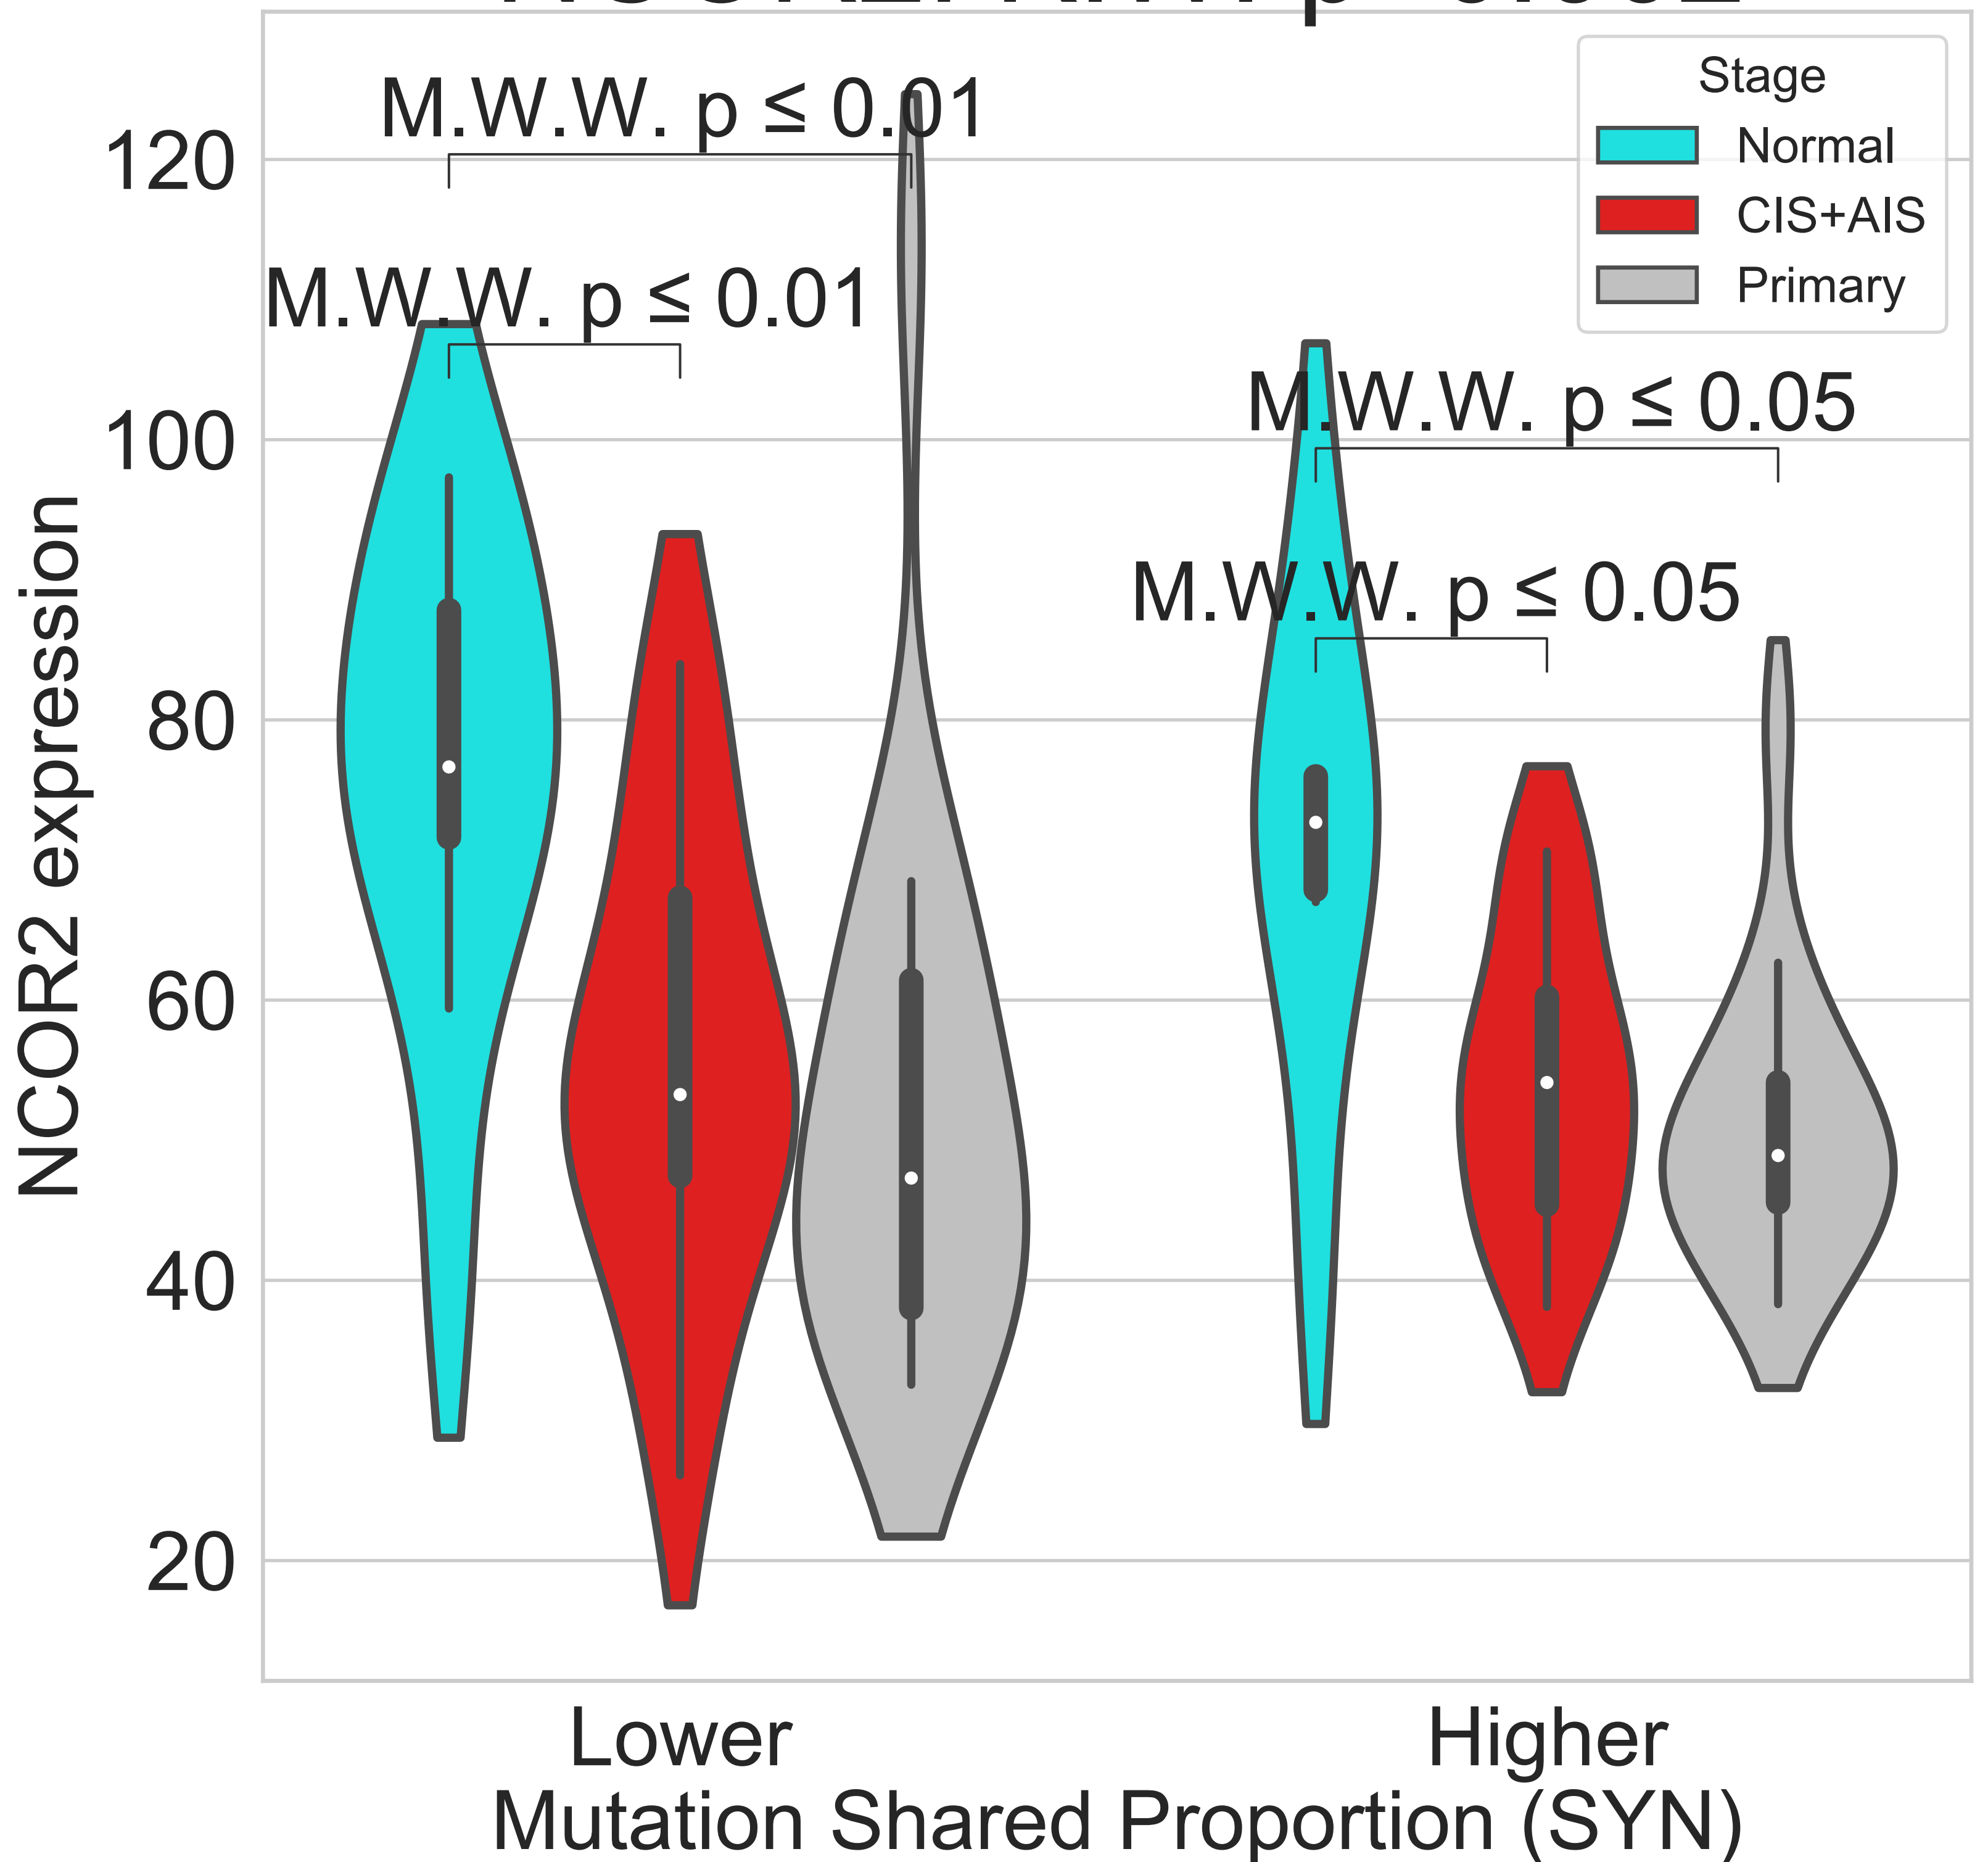 M.W.W. p ≤ 0.01
M.W.W. p ≤ 0.01
M.W.W. p ≤ 0.05
M.W.W. p ≤ 0.05
Stage
Normal
CIS+AIS
Primary
120
100
80
60
40
20
NCOR2 expression
Lower
Higher
Mutation Shared Proportion (SYN)